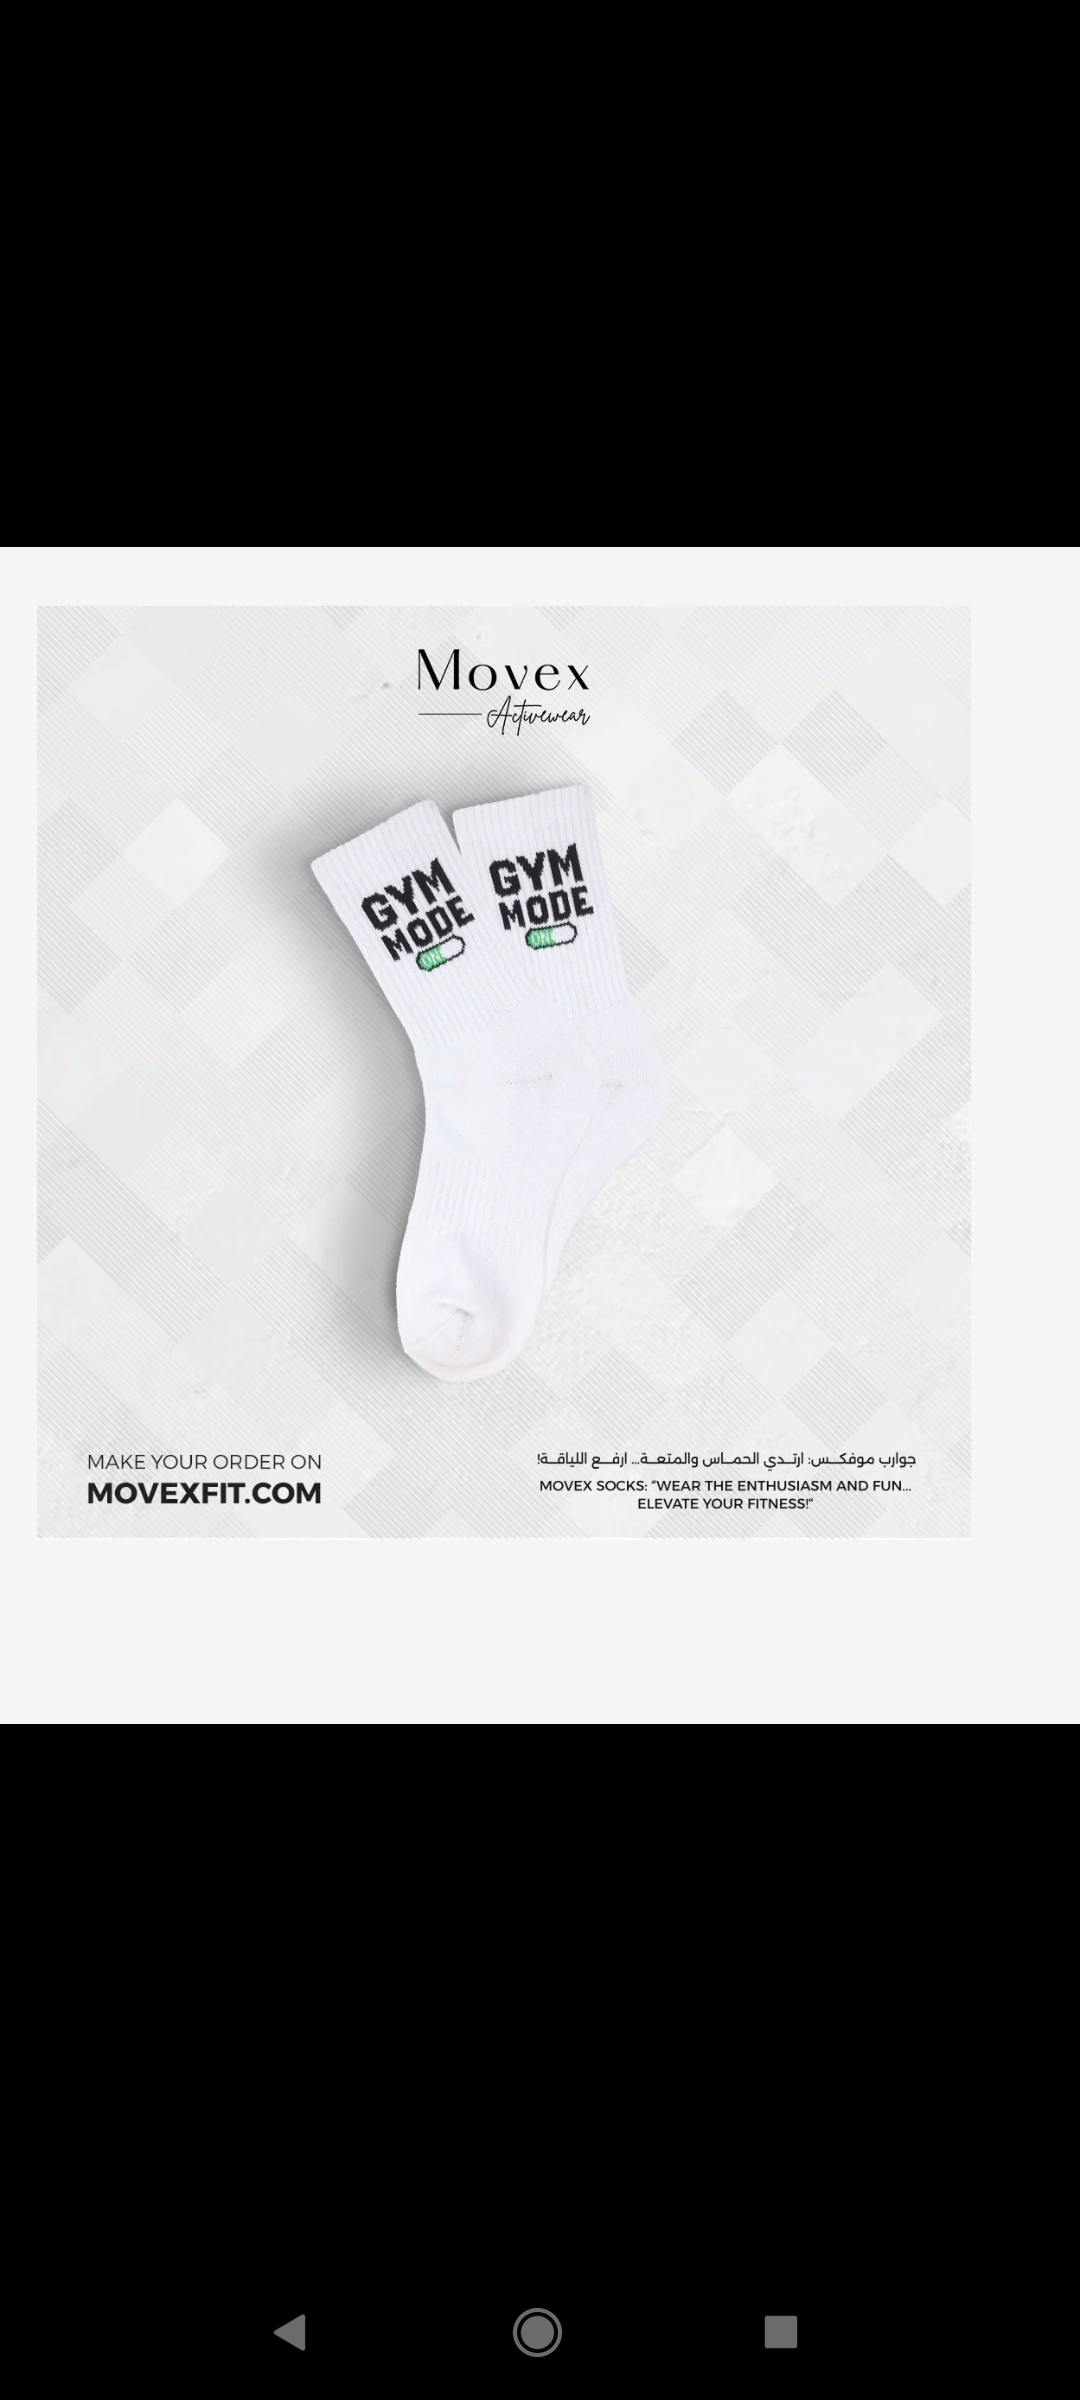 Movex
Activewear
GYM
MODE
ON
GYM
MODE
ON
MAKE YOUR ORDER ON
MOVEXFIT.COM
جوارب موفكـس: ارتـدي الحمـاس والمتعـة... ارفـع اللياقـة!
MOVEX SOCKS: “WEAR THE ENTHUSIASM AND FUN...
ELEVATE YOUR FITNESS!“